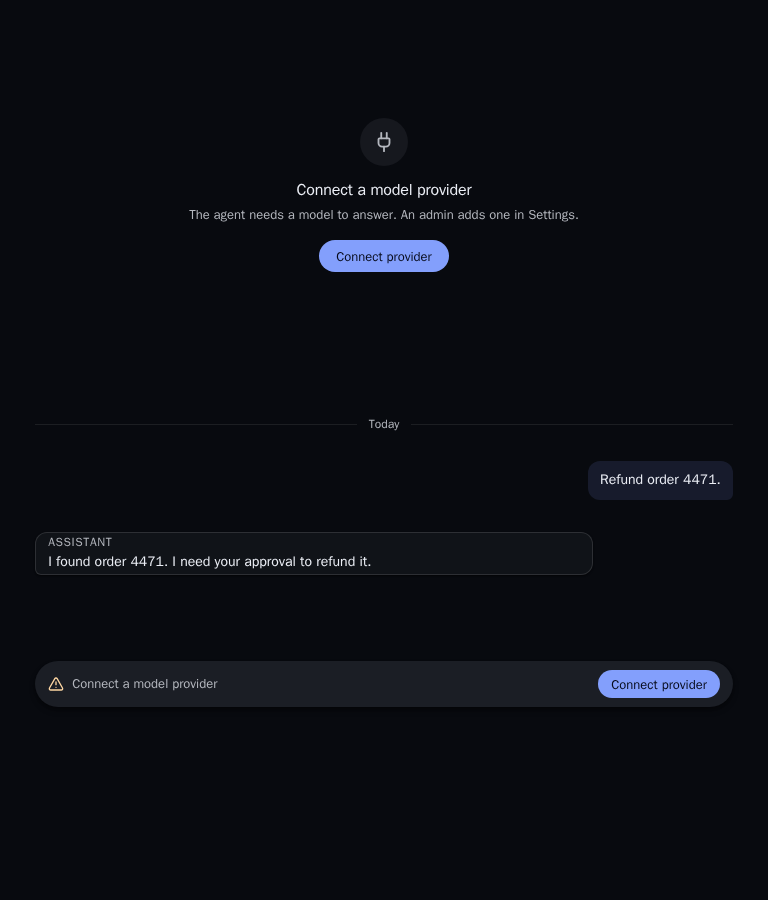 Connect a model provider
The agent needs a model to answer. An admin adds one in Settings.
Connect provider
Today
Refund order 4471.
ASSISTANT
I found order 4471. I need your approval to refund it.
Connect a model provider
Connect provider